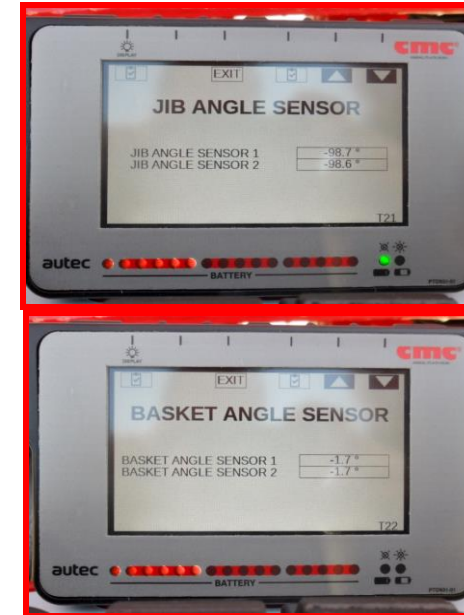 DISPLAY
cmc
EXIT
JIB ANGLE SENSOR
JIB ANGLE SENSOR 1 -98.7 °
JIB ANGLE SENSOR 2 -98.6 °
T21
autec
BATTERY
DISPLAY
cmc
EXIT
BASKET ANGLE SENSOR
BASKET ANGLE SENSOR 1 -1.7 °
BASKET ANGLE SENSOR 2 -1.7 °
T22
autec
BATTERY